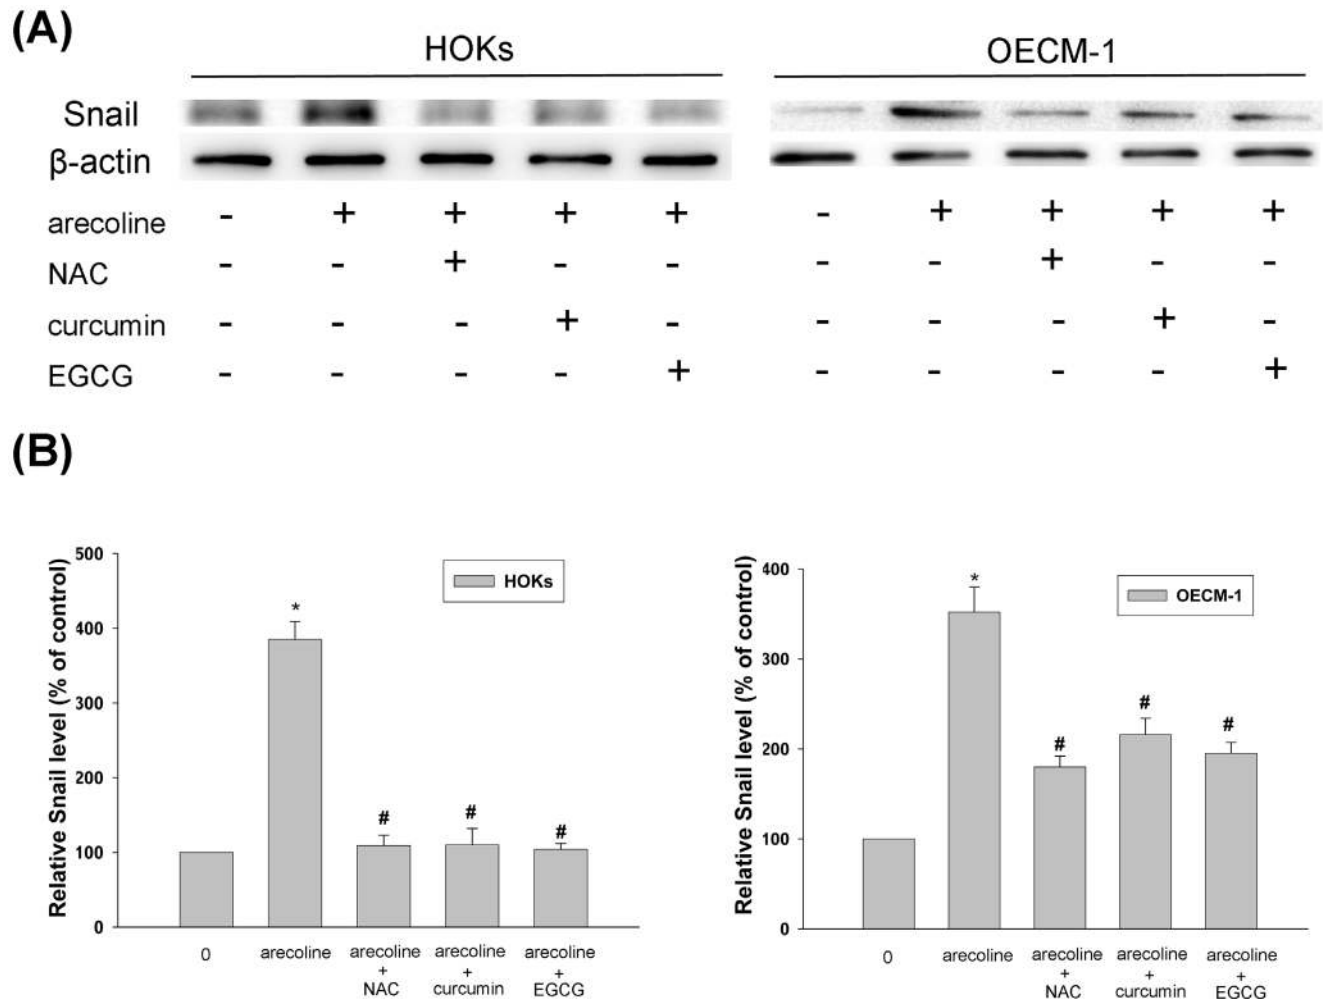 (A)
HOKs OECM-1
Snail
β-actin
arecoline - + + + + - + + + +
NAC - - + - - - - + - -
curcumin - - - + - - - - + -
EGCG - - - - + - - - - +
(B)
Relative Snail level (% of control)
500
400
300
200
100
0
HOKs
*
#
#
#
0 arecoline arecoline arecoline arecoline
+ + +
NAC curcumin EGCG
Relative Snail level (% of control)
400
300
200
100
0
OECM-1
*
#
#
#
0 arecoline arecoline arecoline arecoline
+ + +
NAC curcumin EGCG